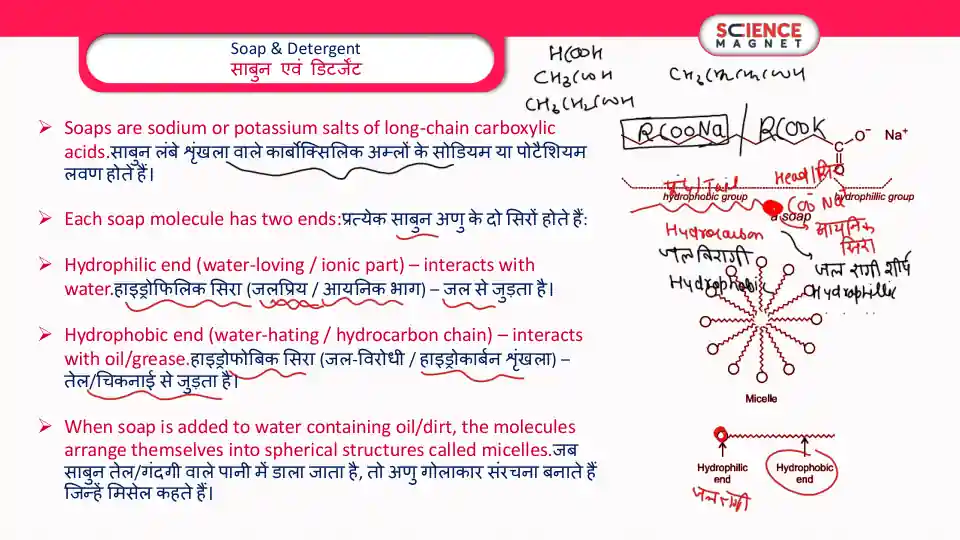 Soap & Detergent
साबुन एवं डिटर्जेंट
SCIENCE
MAGNET
HCOOH
CH₃COOH
CH₃CH₂COOH
CH₃CH₂CH₂COOH
➢ Soaps are sodium or potassium salts of long-chain carboxylic
acids.साबुन लंबे शृंखला वाले कार्बोक्सिलिक अम्लों के सोडियम या पोटैशियम
लवण होते हैं।
➢ Each soap molecule has two ends:प्रत्येक साबुन अणु के दो सिरों होते हैं:
➢ Hydrophilic end (water-loving / ionic part) – interacts with
water.हाइड्रोफिलिक सिरा (जलप्रिय / आयनिक भाग) – जल से जुड़ता है।
➢ Hydrophobic end (water-hating / hydrocarbon chain) – interacts
with oil/grease.हाइड्रोफोबिक सिरा (जल-विरोधी / हाइड्रोकार्बन शृंखला) –
तेल/चिकनाई से जुड़ता है।
➢ When soap is added to water containing oil/dirt, the molecules
arrange themselves into spherical structures called micelles.जब
साबुन तेल/गंदगी वाले पानी में डाला जाता है, तो अणु गोलाकार संरचना बनाते हैं
जिन्हें मिसेल कहते हैं।
RCOONa / RCOOK
O⁻ Na⁺
C
O
पूंछ/Tail
Head/सिर
hydrophobic group
hydrophillic group
COO Na
a soap
Hydrocarbon
आयनिक
सिरा
जल विरागी
Hydrophobic
जल रागी शीर्ष
Hydrophillic
Micelle
Hydrophilic
end
Hydrophobic
end
जलरागी